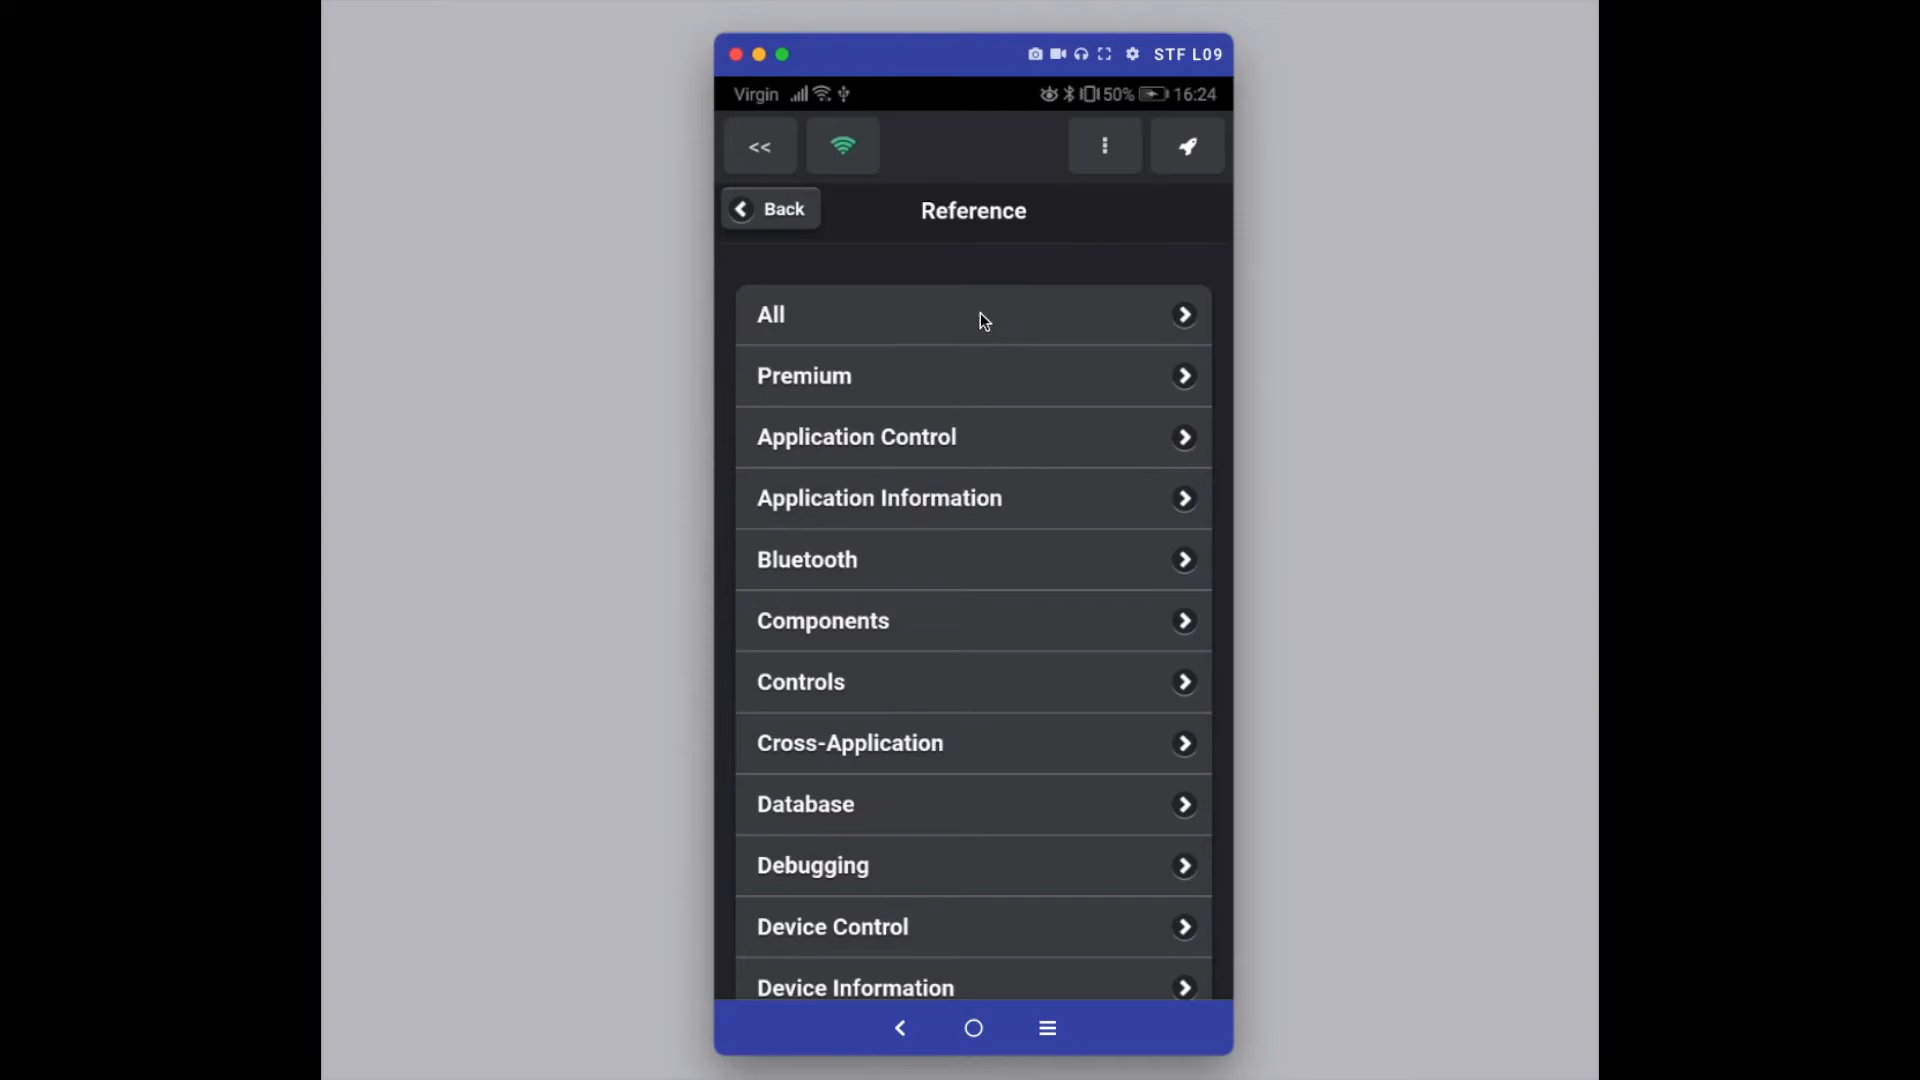 STF L09
Virgin 50% 16:24
<<
Back Reference
All
Premium
Application Control
Application Information
Bluetooth
Components
Controls
Cross-Application
Database
Debugging
Device Control
Device Information